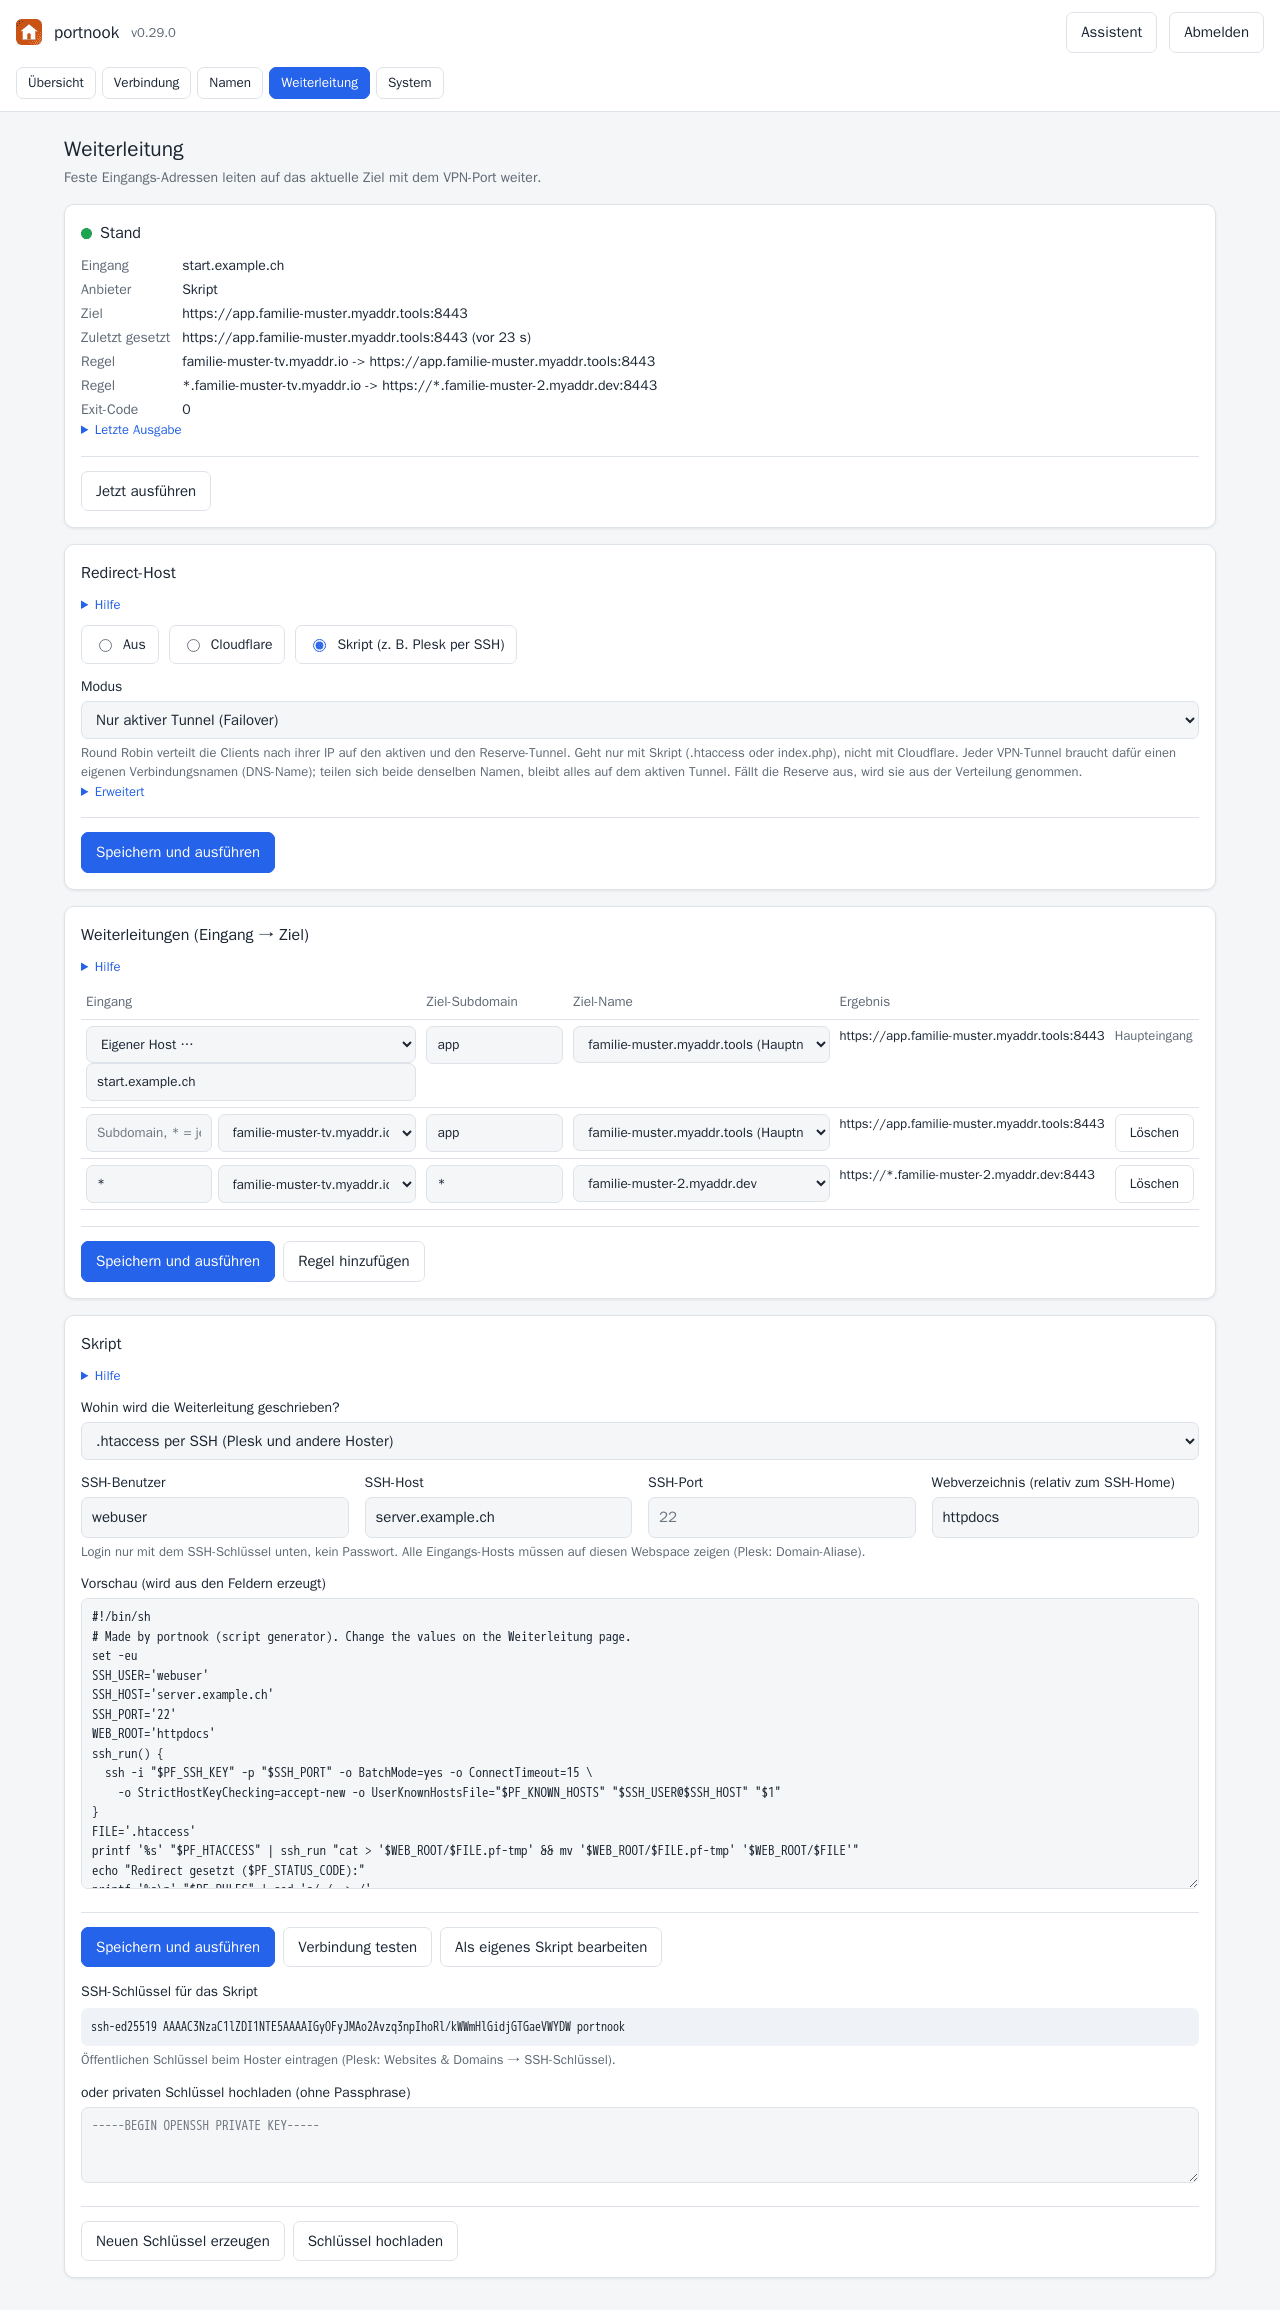 portnook v0.29.0
Assistent
Abmelden
Übersicht
Verbindung
Namen
Weiterleitung
System
Weiterleitung
Feste Eingangs-Adressen leiten auf das aktuelle Ziel mit dem VPN-Port weiter.
Stand
Eingang start.example.ch
Anbieter Skript
Ziel https://app.familie-muster.myaddr.tools:8443
Zuletzt gesetzt https://app.familie-muster.myaddr.tools:8443 (vor 23 s)
Regel familie-muster-tv.myaddr.io -> https://app.familie-muster.myaddr.tools:8443
Regel *.familie-muster-tv.myaddr.io -> https://*.familie-muster-2.myaddr.dev:8443
Exit-Code 0
Letzte Ausgabe
Jetzt ausführen
Redirect-Host
Hilfe
Aus
Cloudflare
Skript (z. B. Plesk per SSH)
Modus
Nur aktiver Tunnel (Failover)
Round Robin verteilt die Clients nach ihrer IP auf den aktiven und den Reserve-Tunnel. Geht nur mit Skript (.htaccess oder index.php), nicht mit Cloudflare. Jeder VPN-Tunnel braucht dafür einen
eigenen Verbindungsnamen (DNS-Name); teilen sich beide denselben Namen, bleibt alles auf dem aktiven Tunnel. Fällt die Reserve aus, wird sie aus der Verteilung genommen.
Erweitert
Speichern und ausführen
Weiterleitungen (Eingang → Ziel)
Hilfe
Eingang Ziel-Subdomain Ziel-Name Ergebnis
Eigener Host ··· app familie-muster.myaddr.tools (Hauptn https://app.familie-muster.myaddr.tools:8443 Haupteingang
start.example.ch
Subdomain, * = je familie-muster-tv.myaddr.ic app familie-muster.myaddr.tools (Hauptn https://app.familie-muster.myaddr.tools:8443 Löschen
* familie-muster-tv.myaddr.ic * familie-muster-2.myaddr.dev https://*.familie-muster-2.myaddr.dev:8443 Löschen
Speichern und ausführen
Regel hinzufügen
Skript
Hilfe
Wohin wird die Weiterleitung geschrieben?
.htaccess per SSH (Plesk und andere Hoster)
SSH-Benutzer SSH-Host SSH-Port Webverzeichnis (relativ zum SSH-Home)
webuser server.example.ch 22 httpdocs
Login nur mit dem SSH-Schlüssel unten, kein Passwort. Alle Eingangs-Hosts müssen auf diesen Webspace zeigen (Plesk: Domain-Aliase).
Vorschau (wird aus den Feldern erzeugt)
#!/bin/sh
# Made by portnook (script generator). Change the values on the Weiterleitung page.
set -eu
SSH_USER='webuser'
SSH_HOST='server.example.ch'
SSH_PORT='22'
WEB_ROOT='httpdocs'
ssh_run() {
  ssh -i "$PF_SSH_KEY" -p "$SSH_PORT" -o BatchMode=yes -o ConnectTimeout=15 \
    -o StrictHostKeyChecking=accept-new -o UserKnownHostsFile="$PF_KNOWN_HOSTS" "$SSH_USER@$SSH_HOST" "$1"
}
FILE='.htaccess'
printf '%s' "$PF_HTACCESS" | ssh_run "cat > '$WEB_ROOT/$FILE.pf-tmp' && mv '$WEB_ROOT/$FILE.pf-tmp' '$WEB_ROOT/$FILE'"
echo "Redirect gesetzt ($PF_STATUS_CODE):"
Speichern und ausführen
Verbindung testen
Als eigenes Skript bearbeiten
SSH-Schlüssel für das Skript
ssh-ed25519 AAAAC3NzaC1lZDI1NTE5AAAAIGyOFyJMAo2Avzq3npIhoRl/kWWmHlGidjGTGaeVWYDW portnook
Öffentlichen Schlüssel beim Hoster eintragen (Plesk: Websites & Domains → SSH-Schlüssel).
oder privaten Schlüssel hochladen (ohne Passphrase)
-----BEGIN OPENSSH PRIVATE KEY-----
Neuen Schlüssel erzeugen
Schlüssel hochladen